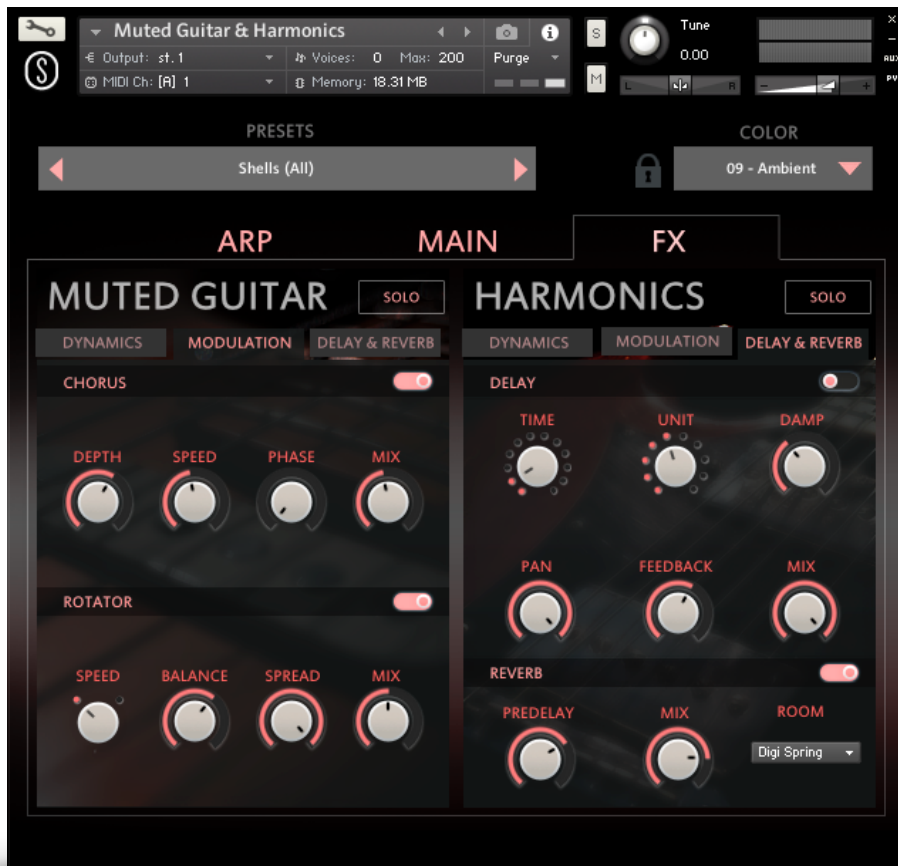 Muted Guitar & Harmonics
Output: st.1
Voices: 0 Max: 200
Purge
MIDI Ch: [A] 1
Memory: 18.31 MB
S
M
Tune
0.00
L R
- +
×
-
AUX
PV
PRESETS
COLOR
Shells (All)
09 - Ambient
ARP MAIN FX
MUTED GUITAR
SOLO
DYNAMICS MODULATION DELAY & REVERB
CHORUS
DEPTH SPEED PHASE MIX
ROTATOR
SPEED BALANCE SPREAD MIX
HARMONICS
SOLO
DYNAMICS MODULATION DELAY & REVERB
DELAY
TIME UNIT DAMP
PAN FEEDBACK MIX
REVERB
PREDELAY MIX ROOM
Digi Spring